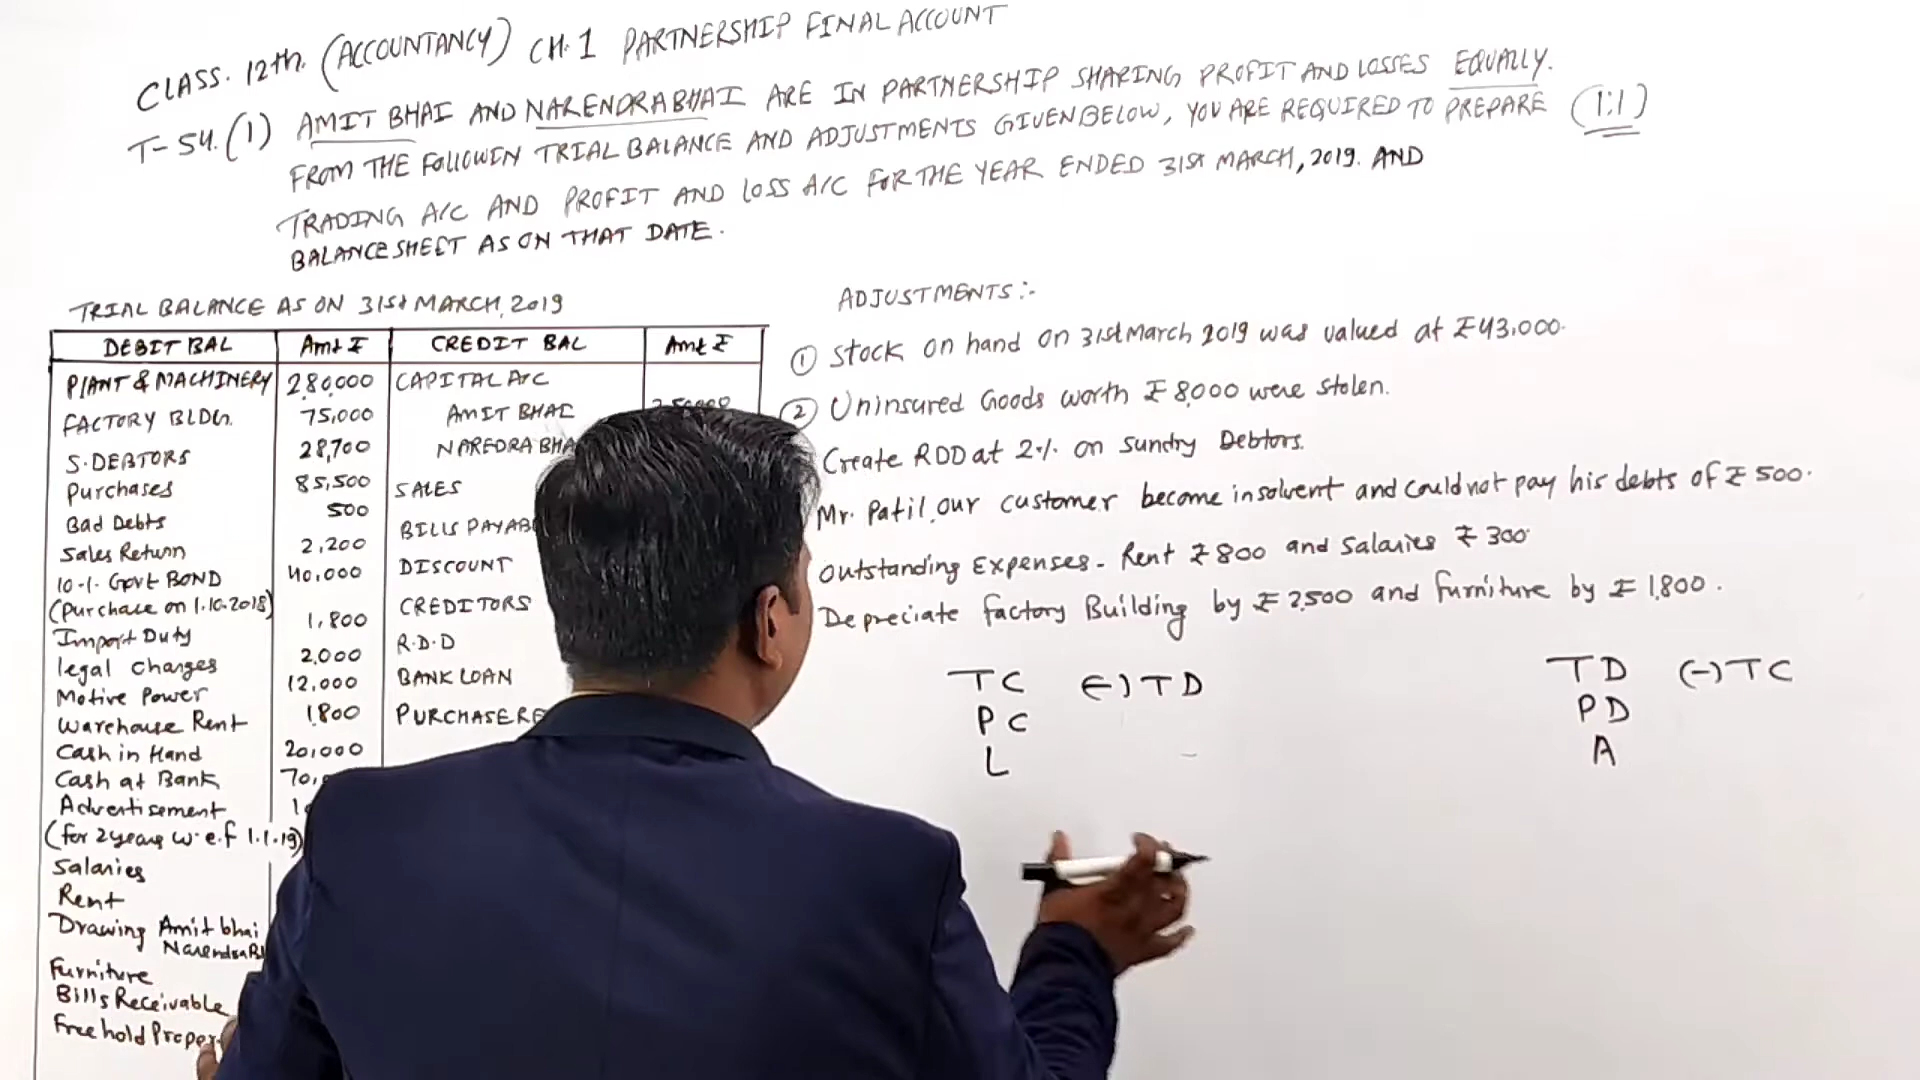 CLASS. 12th. (ACCOUNTANCY) CH. 1 PARTNERSHIP FINAL ACCOUNT
T-54. (1) AMIT BHAI AND NARENDRABHAI ARE IN PARTNERSHIP SHARING PROFIT AND LOSSES EQUALLY.
FROM THE FOLLOWIN TRIAL BALANCE AND ADJUSTMENTS GIVEN BELOW, YOU ARE REQUIRED TO PREPARE (1:1)
TRADING A/C AND PROFIT AND LOSS A/C FOR THE YEAR ENDED 31st MARCH, 2019. AND
BALANCE SHEET AS ON THAT DATE.
TRIAL BALANCE AS ON 31st MARCH, 2019
DEBIT BAL Amt ₹ CREDIT BAL Amt ₹
PLANT & MACHINERY 280,000 CAPITAL A/C
FACTORY BLDG. 75,000 AMIT BHAI
S. DEBTORS 28,700 NAREDRA
Purchases 85,500 SALES
Bad Debts 500 BILLS
Sales Return 2,200 DISCOUNT
10-1. Govt BOND 40,000 CREDITORS
(purchase on 1.10.2018)
Import Duty 1,800 R.D.D
legal charges 2,000 BANK LOAN
Motive Power 12,000 PURCHASE
Warehouse Rent 1,800
Cash in Hand 20,000
Cash at Bank
Advertisement
(for 2 years w.e.f 1.1.19)
Salaries
Rent
Drawing Amit bhai
Furniture
Bills Receivable
Free hold
ADJUSTMENTS :-
(1) Stock on hand on 31st March 2019 was valued at ₹ 43,000.
(2) Uninsured Goods worth ₹ 8,000 were stolen.
Create RDD at 2.1. on Sundry Debtors.
Mr. Patil, our customer become insolvent and could not pay his debts of ₹ 500.
Outstanding Expenses - Rent ₹ 800 and Salaries ₹ 300
Depreciate factory Building by ₹ 2,500 and furniture by ₹ 1,800.
TC (-) TD
PC
L
TD (-) TC
PD
A